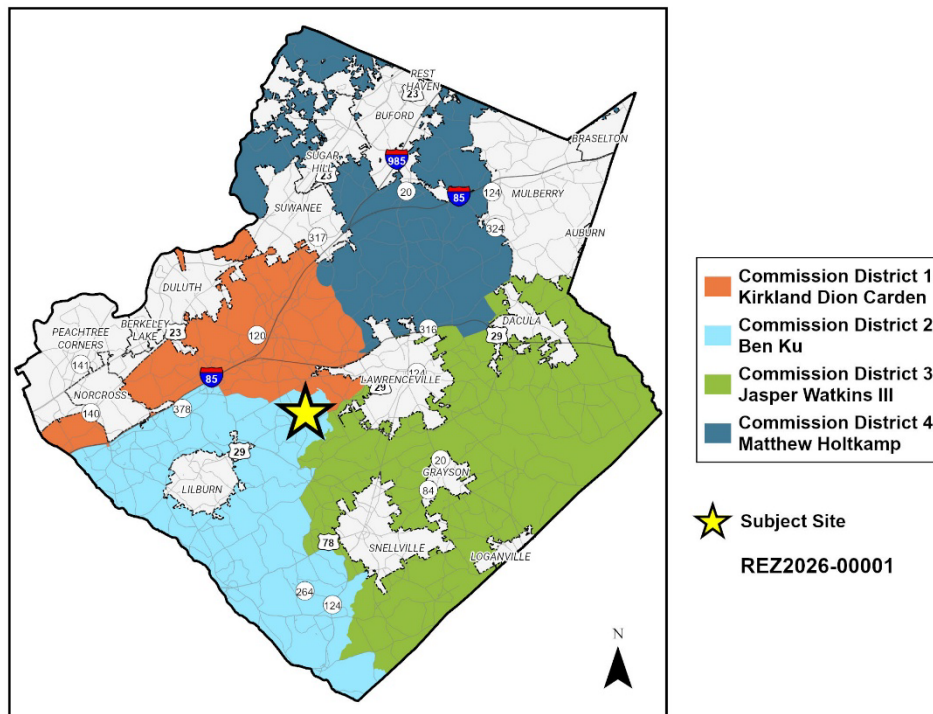 REST
HAVEN
23
BUFORD
BRASELTON
985
SUGAR
HILL
23
20
85
124
MULBERRY
SUWANEE
324
AUBURN
317
DULUTH
BERKELEY
LAKE
23
PEACHTREE
CORNERS
141
120
316
DACULA
29
124
29
LAWRENCEVILLE
85
NORCROSS
140
378
29
LILBURN
20
GRAYSON
84
78
SNELLVILLE
LOGANVILLE
264
124
N
Commission District 1
Kirkland Dion Carden
Commission District 2
Ben Ku
Commission District 3
Jasper Watkins III
Commission District 4
Matthew Holtkamp
Subject Site
REZ2026-00001